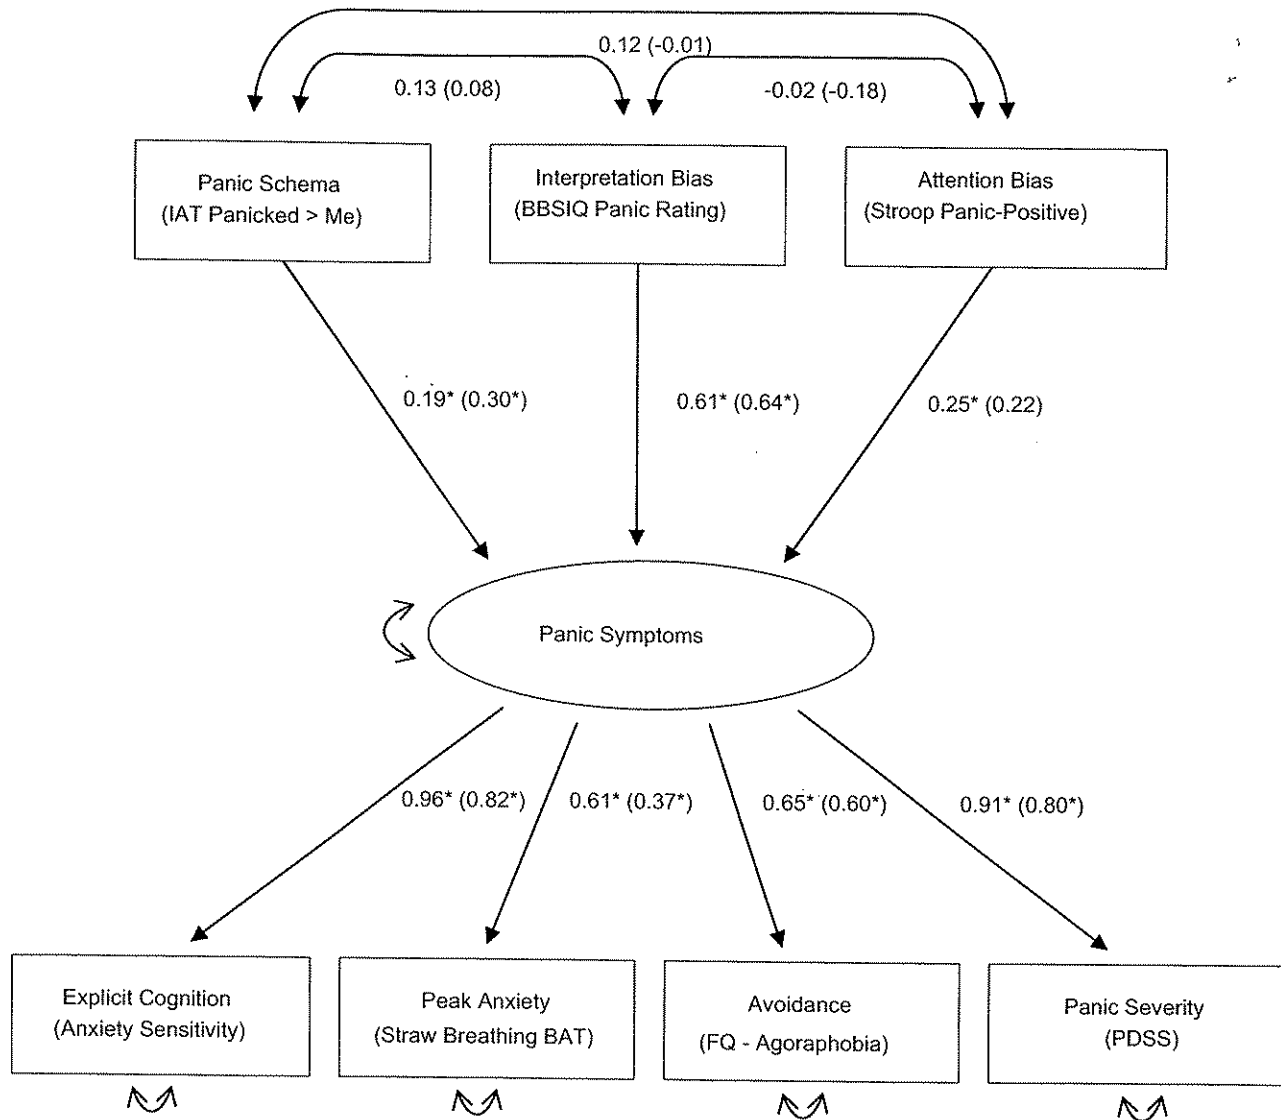 0.12 (-0.01)
0.13 (0.08)
-0.02 (-0.18)
Panic Schema
(IAT Panicked > Me)
Interpretation Bias
(BBSIQ Panic Rating)
Attention Bias
(Stroop Panic-Positive)
0.19* (0.30*)
0.61* (0.64*)
0.25* (0.22)
Panic Symptoms
0.96* (0.82*)
0.61* (0.37*)
0.65* (0.60*)
0.91* (0.80*)
Explicit Cognition
(Anxiety Sensitivity)
Peak Anxiety
(Straw Breathing BAT)
Avoidance
(FQ - Agoraphobia)
Panic Severity
(PDSS)